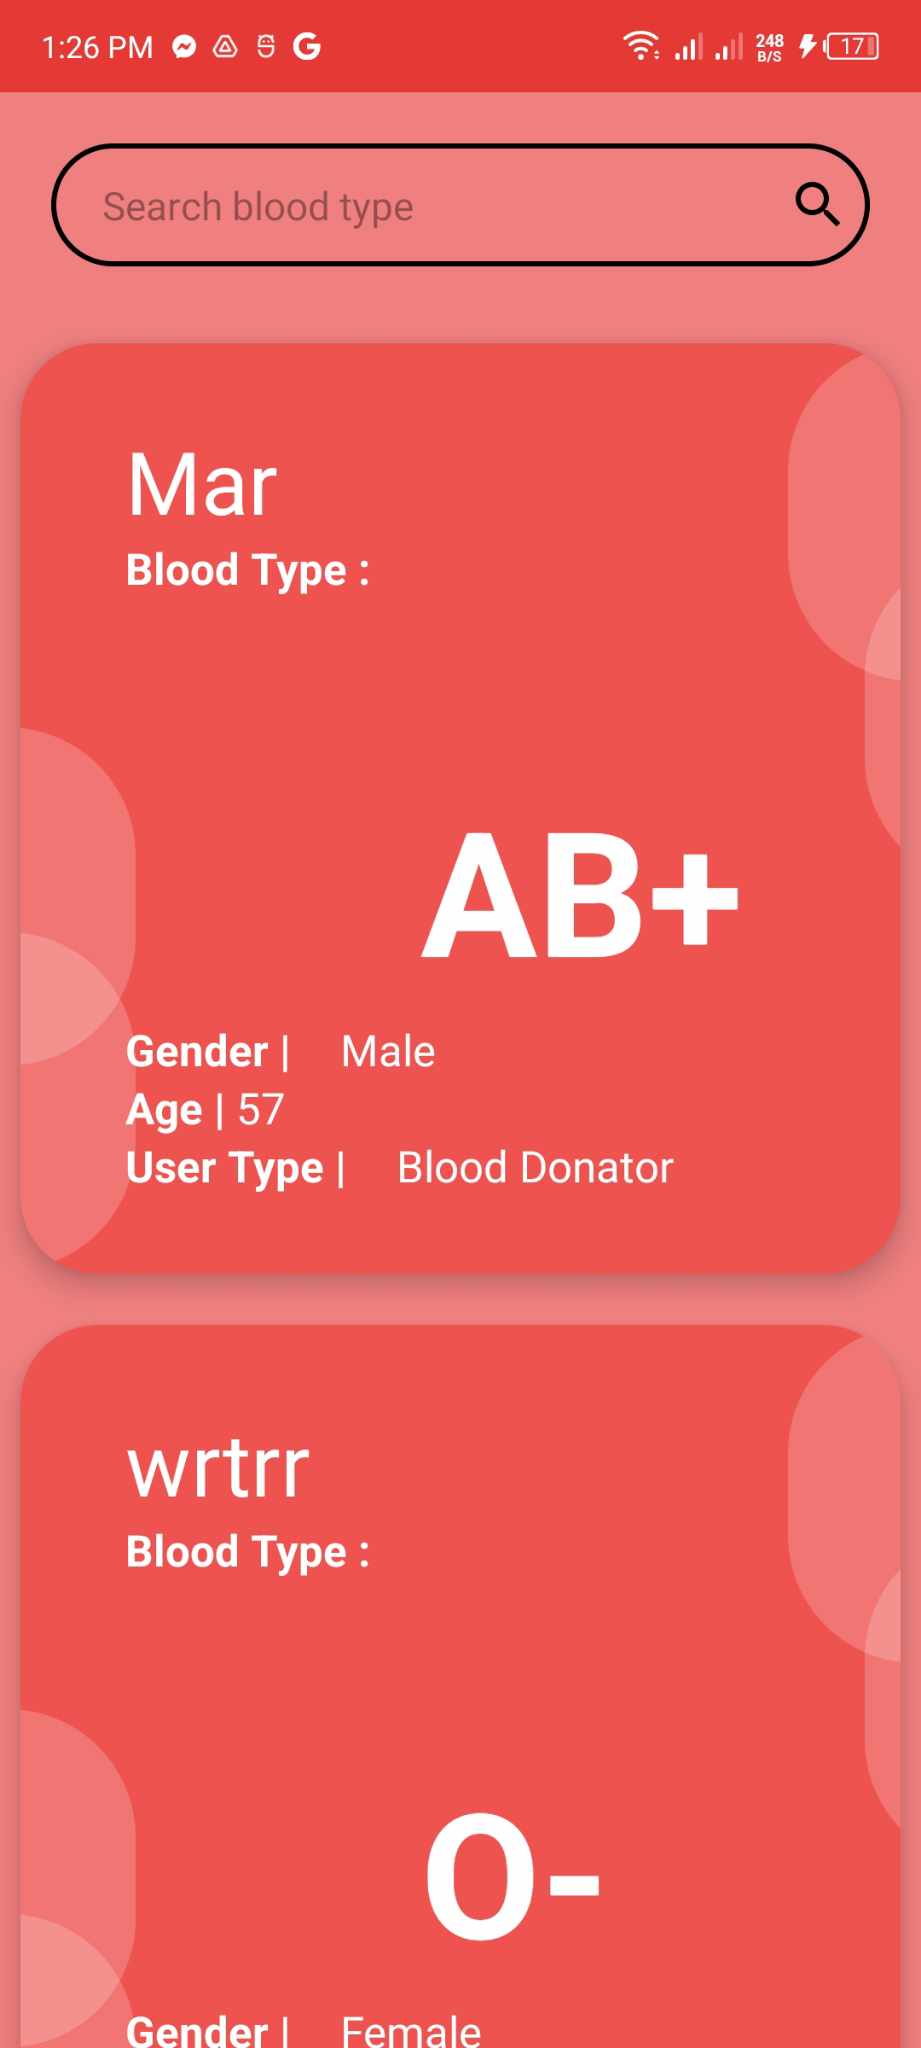 1:26 PM 248 B/S 17
Search blood type
Mar
Blood Type :
AB+
Gender | Male
Age | 57
User Type | Blood Donator
wrtrr
Blood Type :
O-
Gender | Female